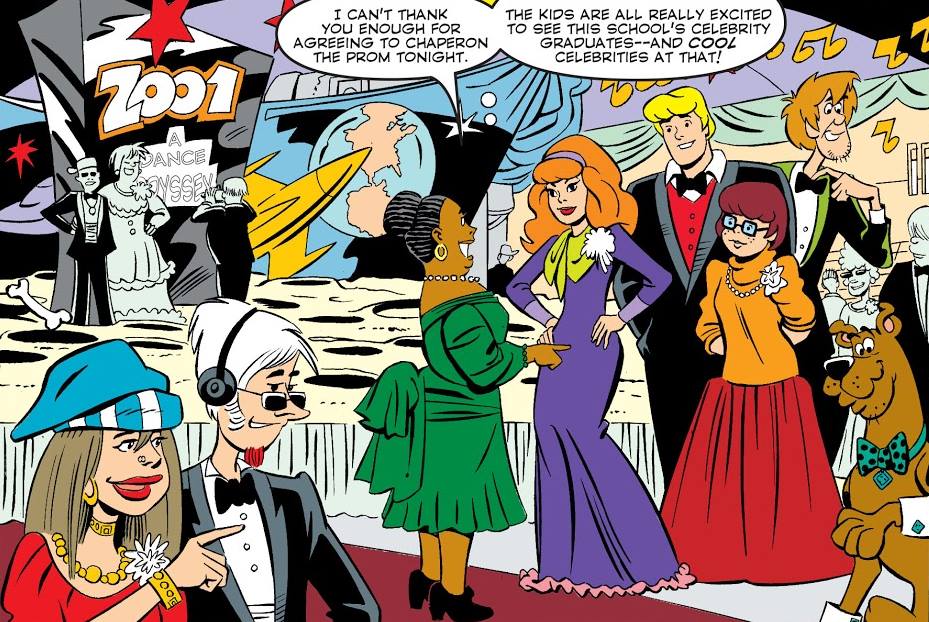 I CAN'T THANK
YOU ENOUGH FOR
AGREEING TO CHAPERON
THE PROM TONIGHT.
THE KIDS ARE ALL REALLY EXCITED
TO SEE THIS SCHOOL'S CELEBRITY
GRADUATES--AND COOL
CELEBRITIES AT THAT!
2001
A
DANCE
ODYSSEY